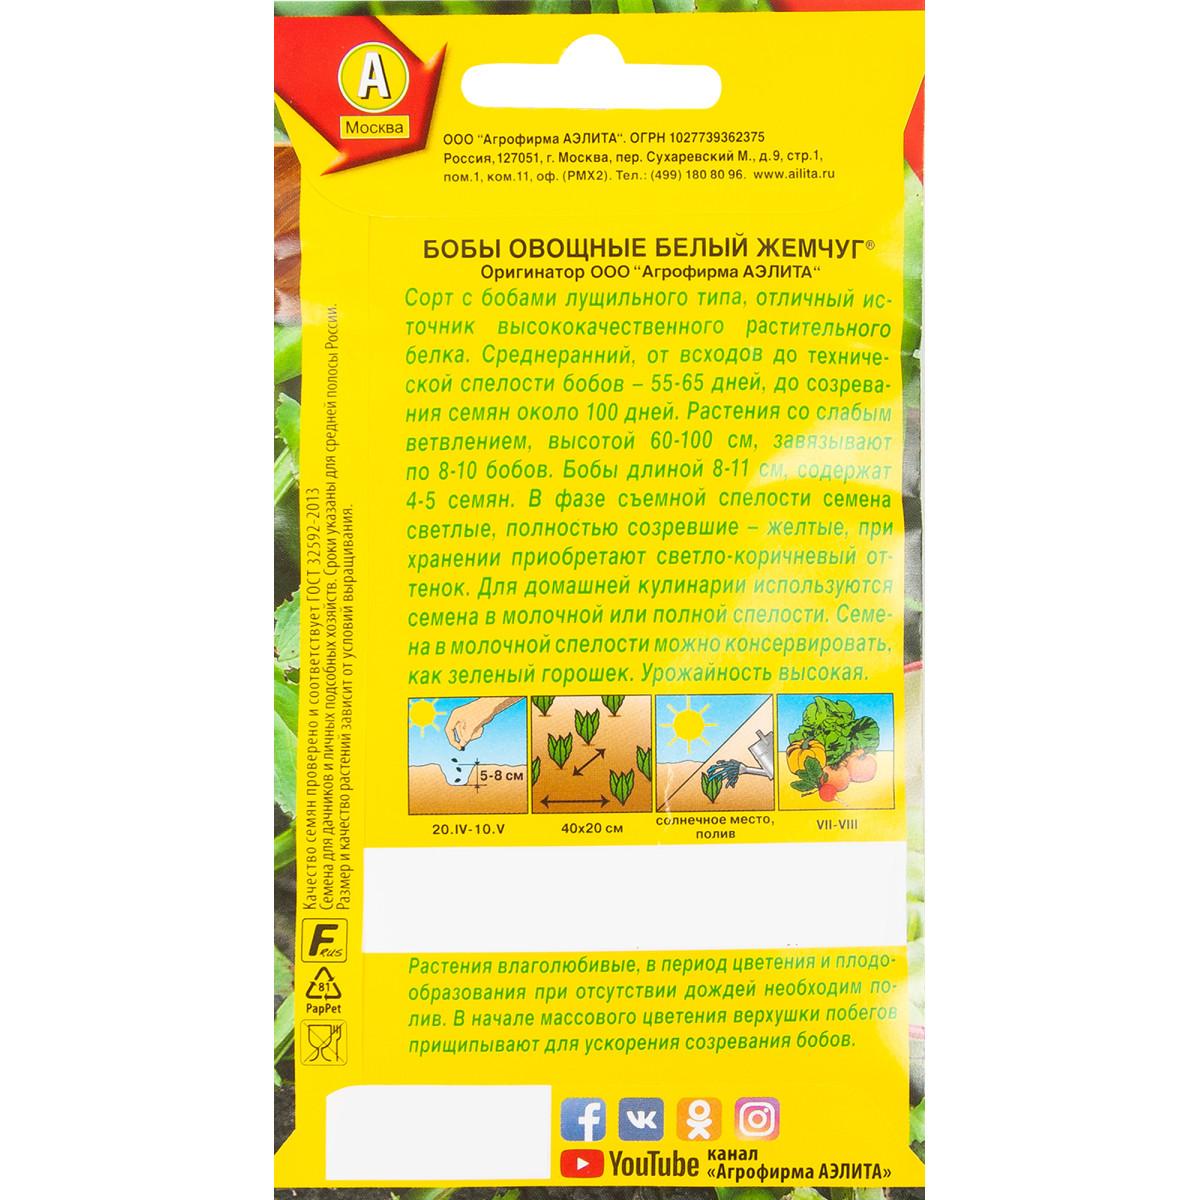 А
Москва
ООО "Агрофирма АЭЛИТА". ОГРН 1027739362375
Россия,127051, г. Москва, пер. Сухаревский М., д.9, стр.1,
пом.1, ком.11, оф. (РМХ2). Тел.: (499) 180 80 96. www.ailita.ru
БОБЫ ОВОЩНЫЕ БЕЛЫЙ ЖЕМЧУГ®
Оригинатор ООО "Агрофирма АЭЛИТА"
Сорт с бобами лущильного типа, отличный ис-
точник высококачественного растительного
белка. Среднеранний, от всходов до техниче-
ской спелости бобов – 55-65 дней, до созрева-
ния семян около 100 дней. Растения со слабым
ветвлением, высотой 60-100 см, завязывают
по 8-10 бобов. Бобы длиной 8-11 см, содержат
4-5 семян. В фазе съемной спелости семена
светлые, полностью созревшие – желтые, при
хранении приобретают светло-коричневый от-
тенок. Для домашней кулинарии используются
семена в молочной или полной спелости. Семе-
на в молочной спелости можно консервировать,
как зеленый горошек. Урожайность высокая.
5-8 см
20.IV-10.V
40x20 см
солнечное место,
полив
VII-VIII
Растения влаголюбивые, в период цветения и плодо-
образования при отсутствии дождей необходим по-
лив. В начале массового цветения верхушки побегов
прищипывают для ускорения созревания бобов.
Качество семян проверено и соответствует ГОСТ 32592-2013
Семена для дачников и личных подсобных хозяйств. Сроки указаны для средней полосы России.
Размер и качество растений зависит от условий выращивания.
F RUS
81
PapPet
YouTube
канал
«Агрофирма АЭЛИТА»